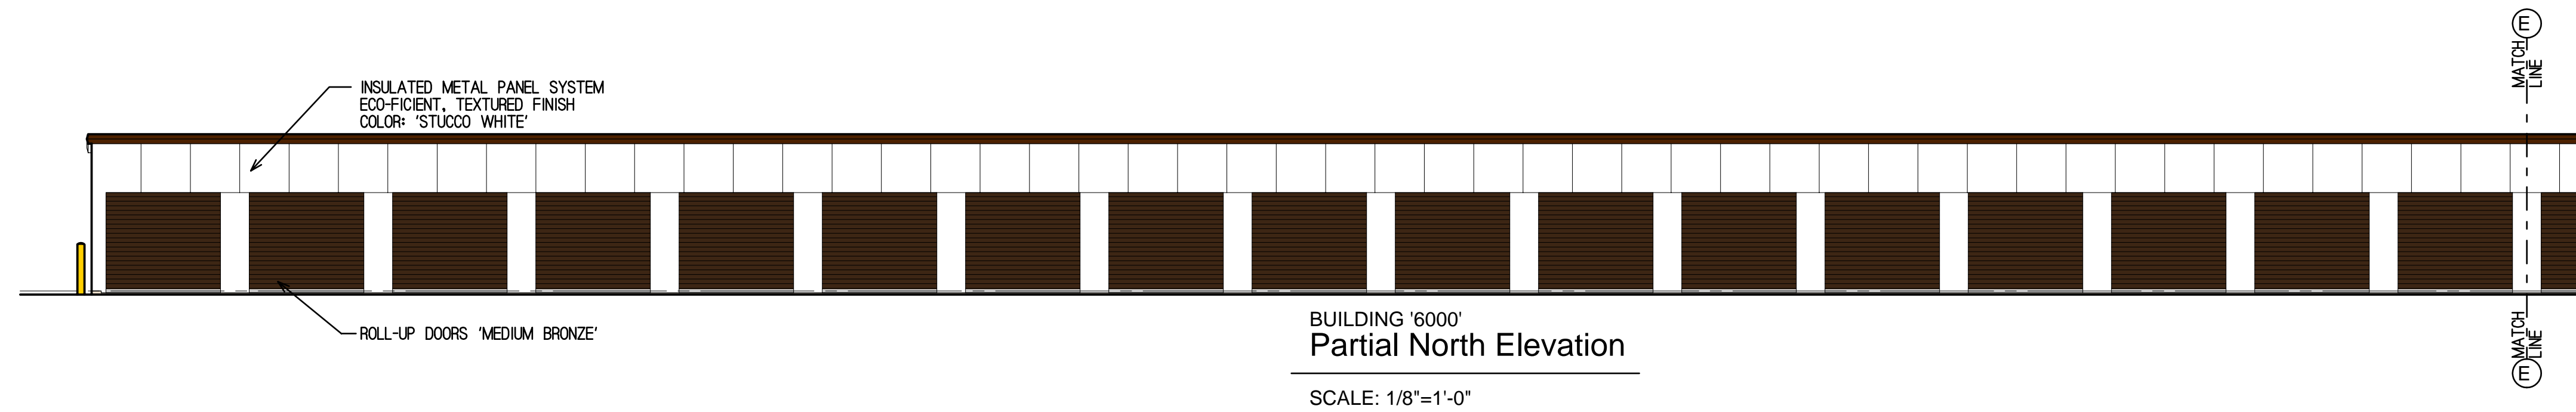 E
MATCH
LINE
INSULATED METAL PANEL SYSTEM
ECO-FICIENT, TEXTURED FINISH
COLOR: 'STUCCO WHITE'
ROLL-UP DOORS 'MEDIUM BRONZE'
BUILDING '6000'
Partial North Elevation
SCALE: 1/8"=1'-0"
MATCH
LINE
E